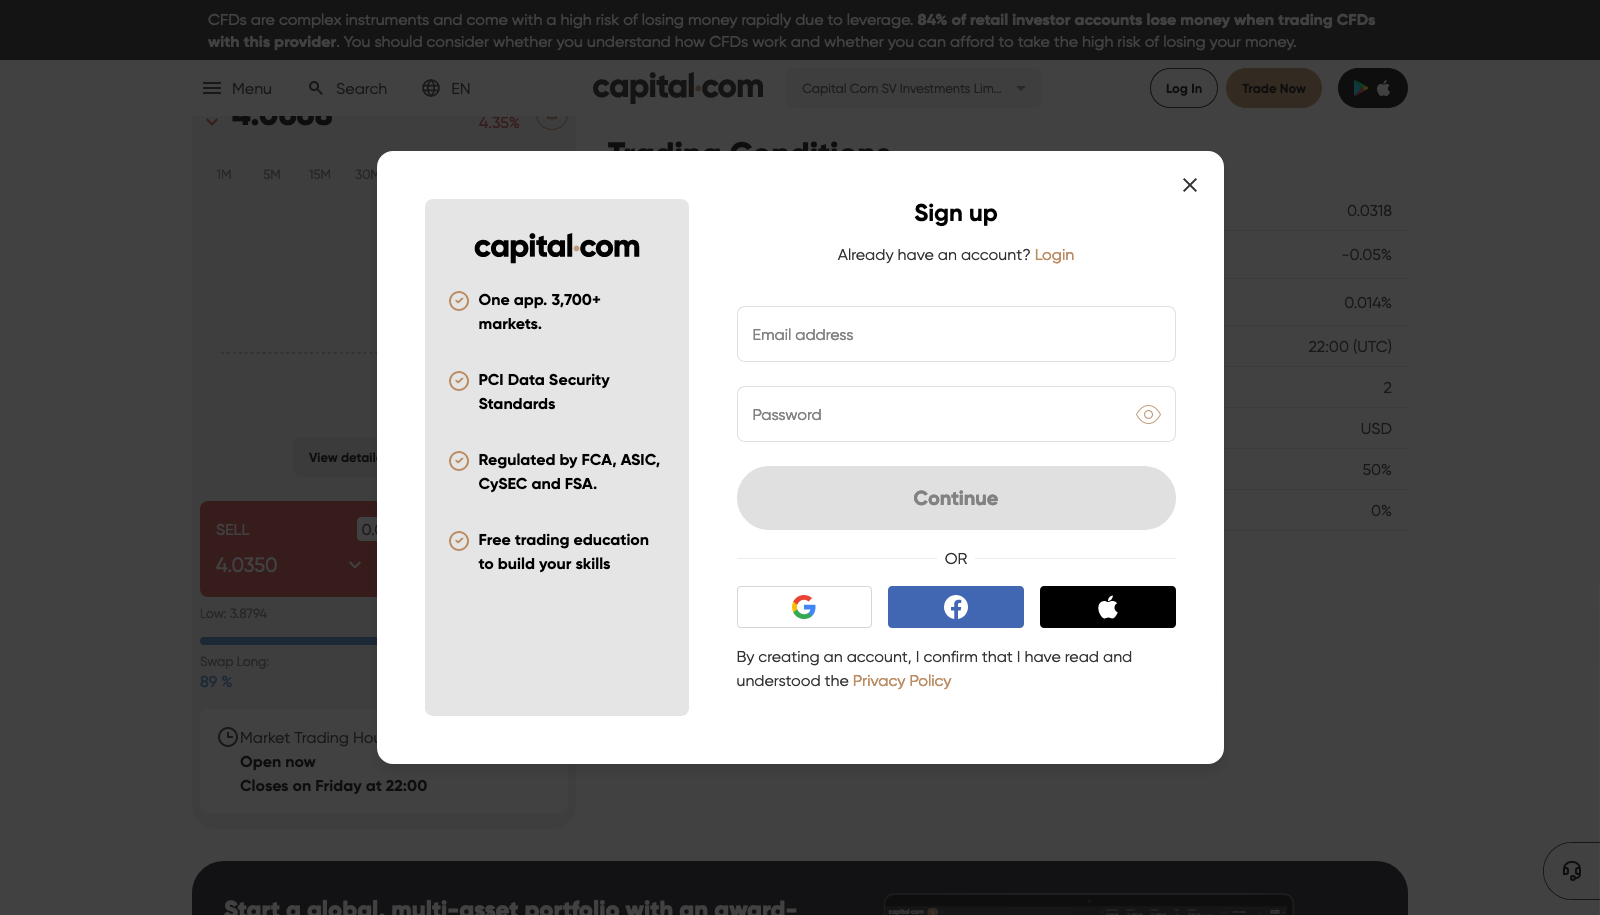 CFDs are complex instruments and come with a high risk of losing money rapidly due to leverage. 84% of retail investor accounts lose money when trading CFDs
with this provider. You should consider whether you understand how CFDs work and whether you can afford to take the high risk of losing your money.
Menu
Search
EN
capital.com
Capital Com SV Investments Lim...
Log In
Trade Now
4.35%
Trading Conditions
1M 5M 15M
0.0318
-0.05%
0.014%
22:00 (UTC)
2
USD
50%
0%
View
SELL
4.0350
Low: 3.8794
Swap Long:
89 %
Market Trading
Open now
Closes on Friday at 22:00
capital.com
One app. 3,700+
markets.
PCI Data Security
Standards
Regulated by FCA, ASIC,
CySEC and FSA.
Free trading education
to build your skills
Sign up
Already have an account? Login
Email address
Password
Continue
OR
By creating an account, I confirm that I have read and
understood the Privacy Policy
Start a global, multi-asset portfolio with an award-